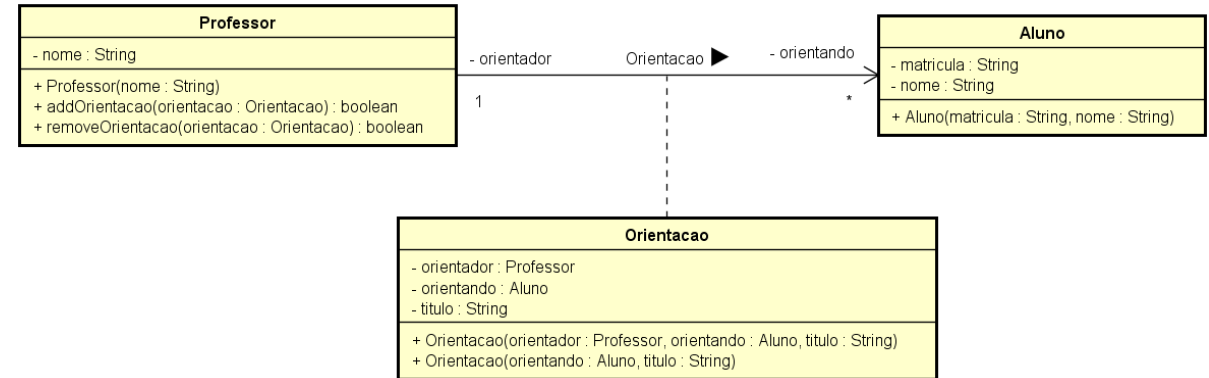 Professor
- nome : String
+ Professor(nome : String)
+ addOrientacao(orientacao : Orientacao) : boolean
+ removeOrientacao(orientacao : Orientacao) : boolean
- orientador
Orientacao ▶
- orientando
1
*
Aluno
- matricula : String
- nome : String
+ Aluno(matricula : String, nome : String)
Orientacao
- orientador : Professor
- orientando : Aluno
- titulo : String
+ Orientacao(orientador : Professor, orientando : Aluno, titulo : String)
+ Orientacao(orientando : Aluno, titulo : String)